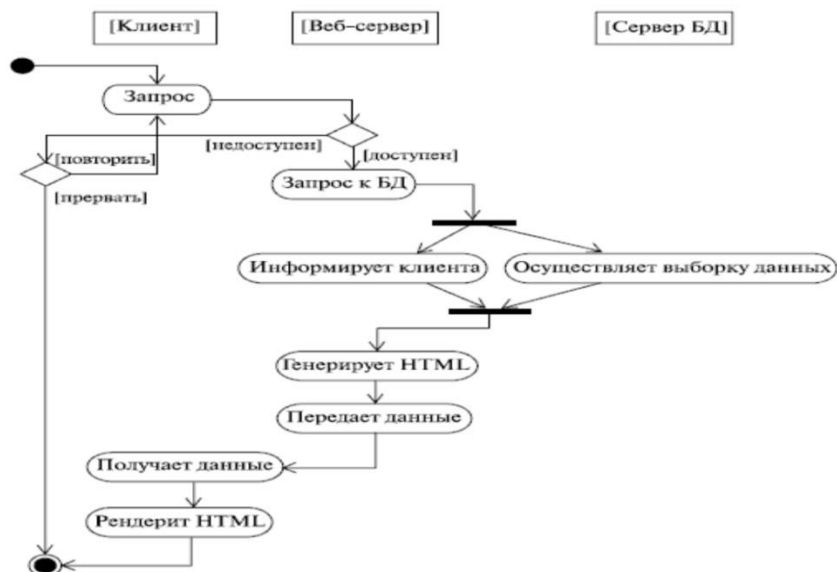 [Клиент]
[Веб-сервер]
[Сервер БД]
Запрос
[недоступен]
[доступен]
[повторить]
[прервать]
Запрос к БД
Информирует клиента
Осуществляет выборку данных
Генерирует HTML
Передает данные
Получает данные
Рендерит HTML